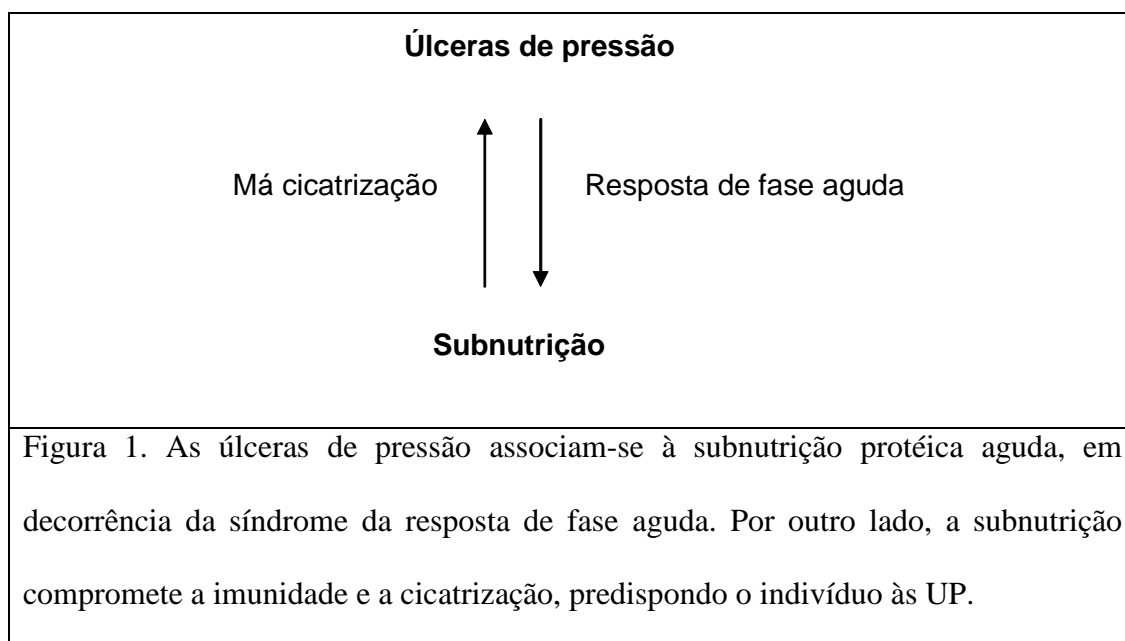 Úlceras de pressão
Má cicatrização
Resposta de fase aguda
Subnutrição
Figura 1. As úlceras de pressão associam-se à subnutrição protéica aguda, em
decorrência da síndrome da resposta de fase aguda. Por outro lado, a subnutrição
compromete a imunidade e a cicatrização, predispondo o indivíduo às UP.